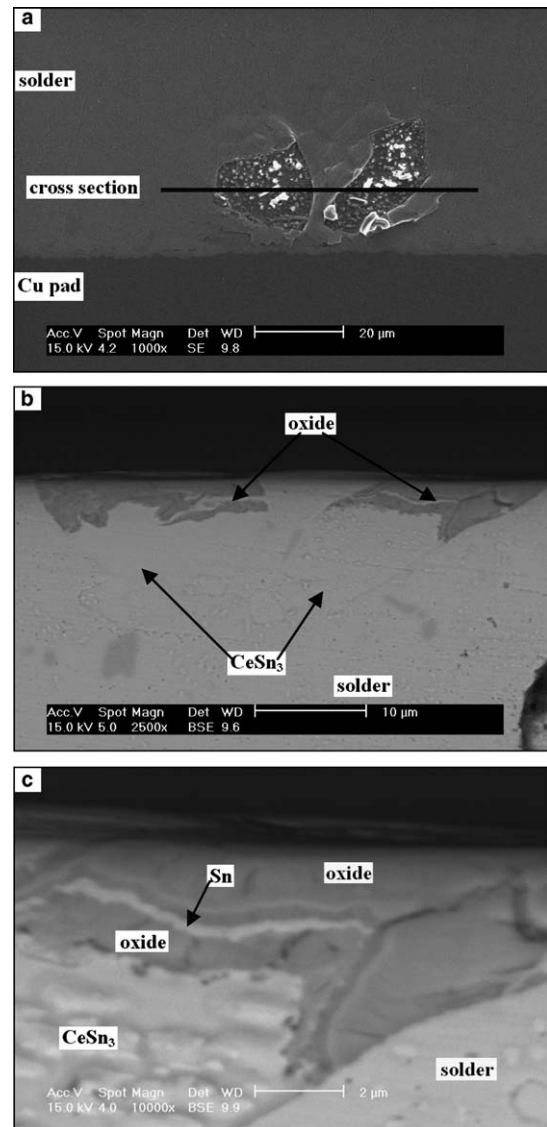 a
solder
cross section
Cu pad
Acc.V Spot Magn Det WD 20 µm
15.0 kV 4.2 1000x SE 9.8
b
oxide
CeSn₃
solder
Acc.V Spot Magn Det WD 10 µm
15.0 kV 5.0 2500x BSE 9.6
c
Sn
oxide
oxide
CeSn₃
solder
Acc.V Spot Magn Det WD 2 µm
15.0 kV 4.0 10000x BSE 9.9